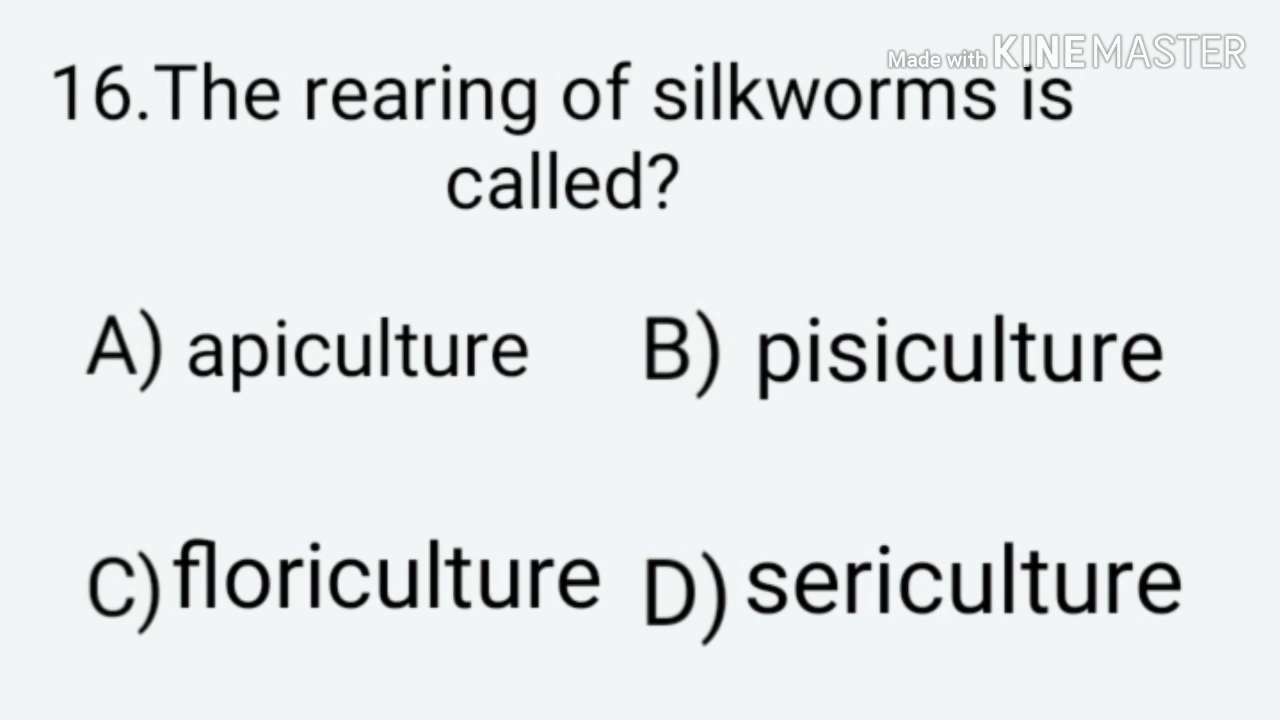 Made with KINEMASTER
16.The rearing of silkworms is
called?
A) apiculture B) pisiculture
C) floriculture D) sericulture